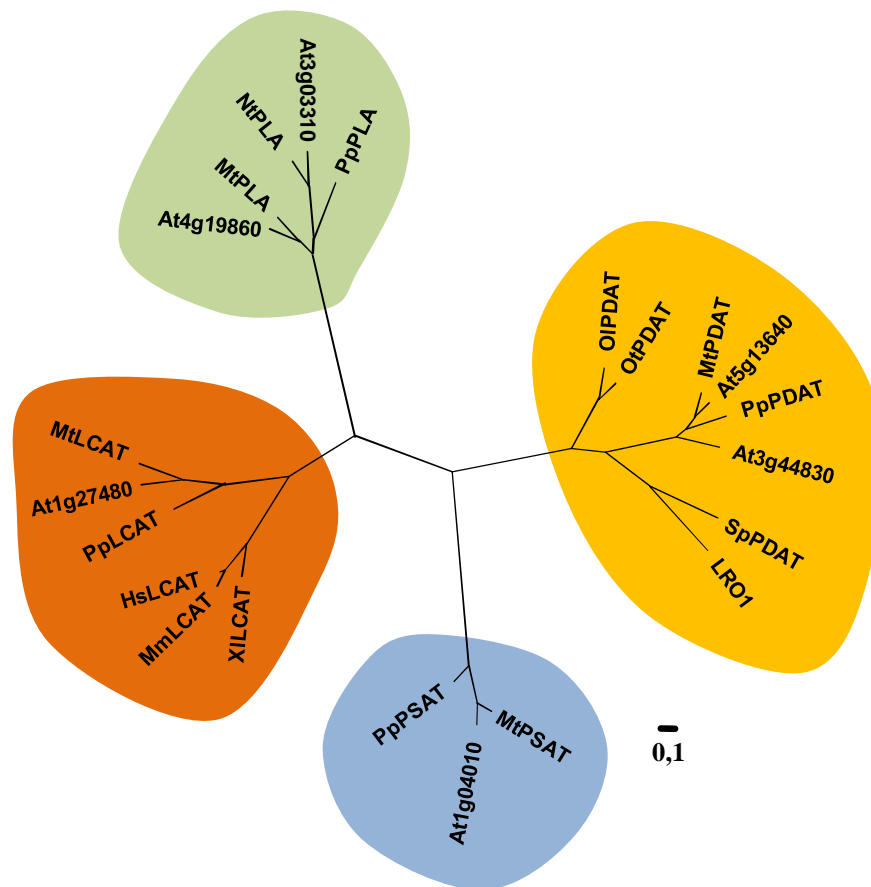 At3g03310
NtPLA
PpPLA
MtPLA
At4g19860
OlPDAT
OtPDAT
MtPDAT
At5g13640
PpPDAT
At3g44830
SpPDAT
LRO1
MtLCAT
At1g27480
PpLCAT
HsLCAT
MmLCAT
XlLCAT
PpPSAT
MtPSAT
At1g04010
0,1